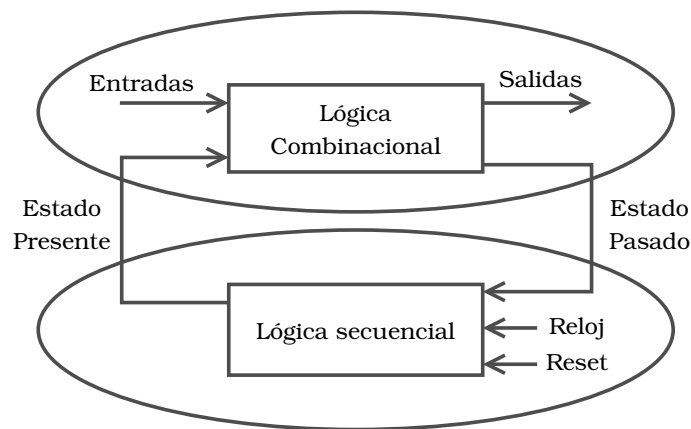 Entradas
Salidas
Lógica
Combinacional
Estado
Presente
Estado
Pasado
Lógica secuencial
Reloj
Reset